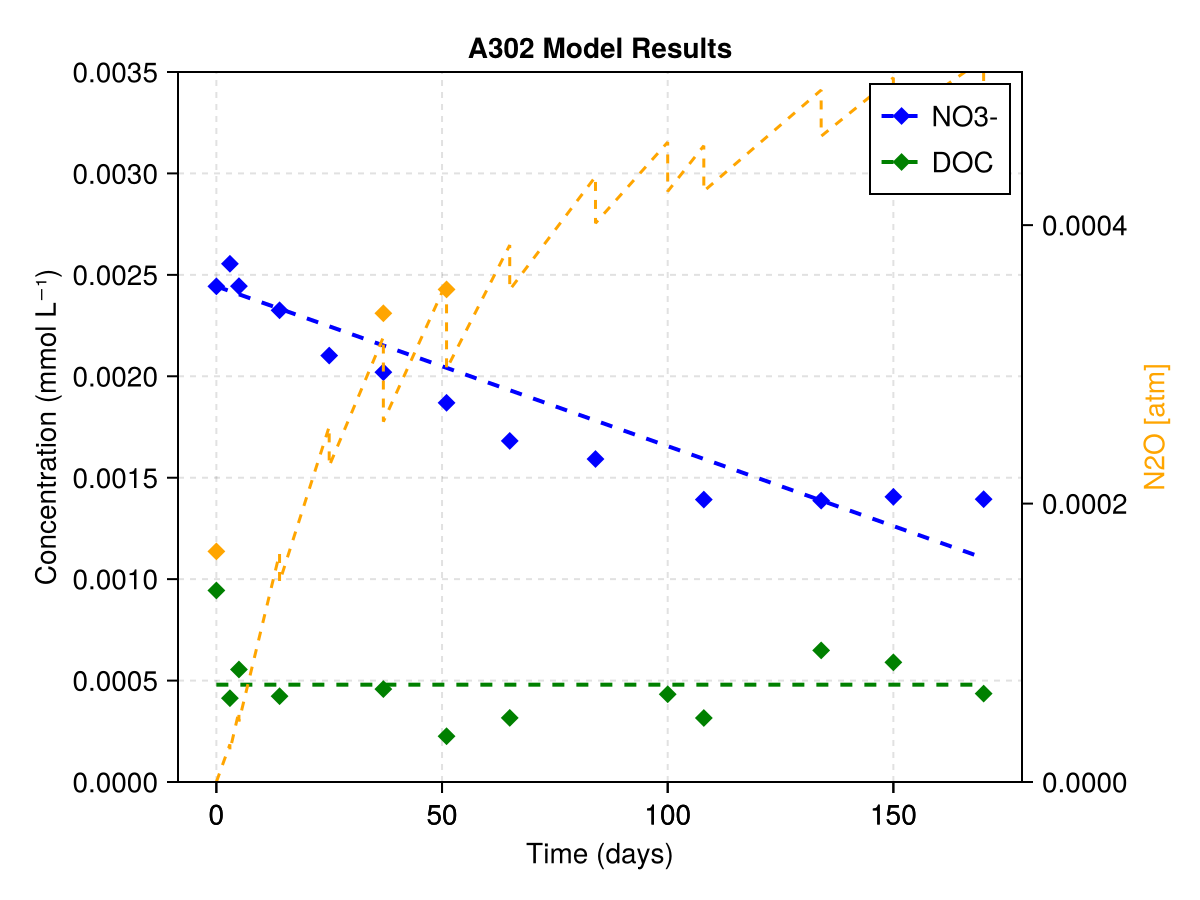 A302 Model Results
0.0035
0.0030
0.0025
0.0020
0.0015
0.0010
0.0005
0.0000
Concentration (mmol L⁻¹)
NO3-
DOC
0.0004
0.0002
0.0000
N2O [atm]
0 50 100 150
Time (days)